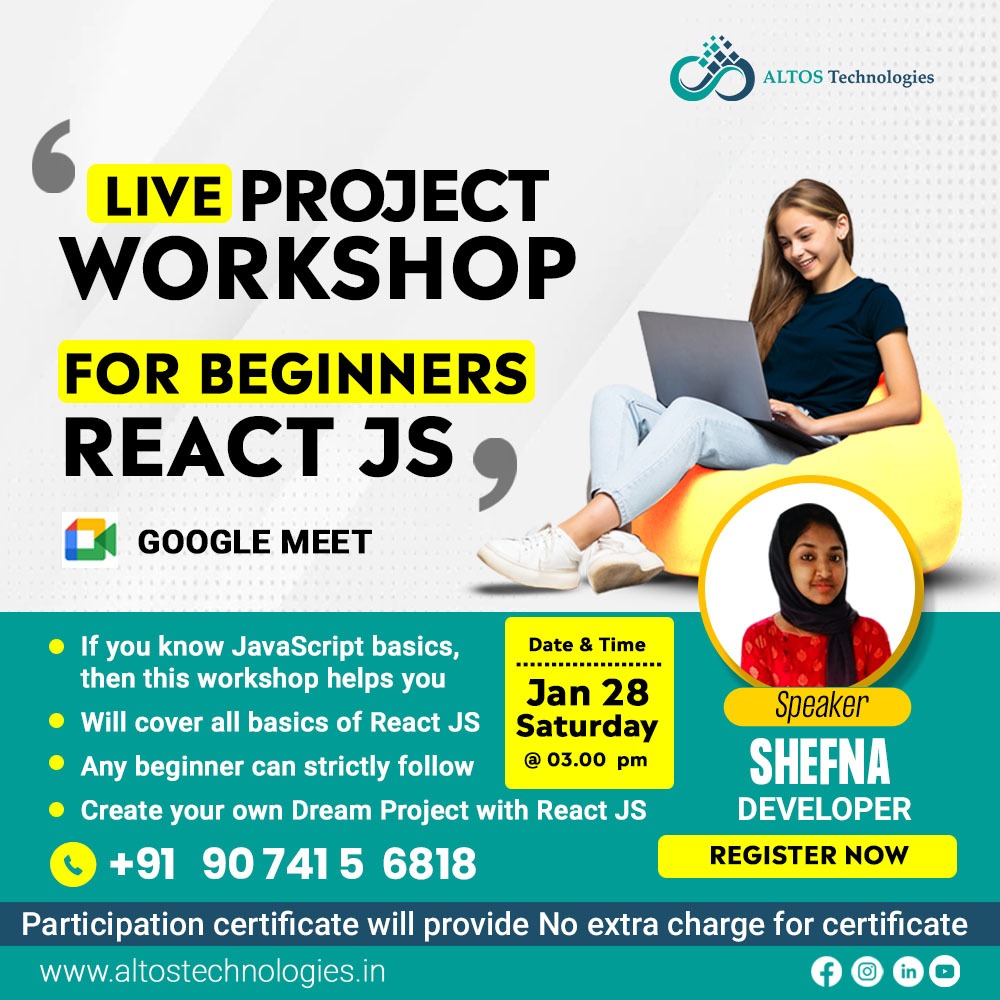 ALTOS Technologies
LIVE PROJECT
WORKSHOP
FOR BEGINNERS
REACT JS
GOOGLE MEET
If you know JavaScript basics,
then this workshop helps you
Will cover all basics of React JS
Any beginner can strictly follow
Create your own Dream Project with React JS
Date & Time
Jan 28
Saturday
@ 03.00 pm
Speaker
SHEFNA
DEVELOPER
+91 90 741 5 6818
REGISTER NOW
Participation certificate will provide No extra charge for certificate
www.altostechnologies.in